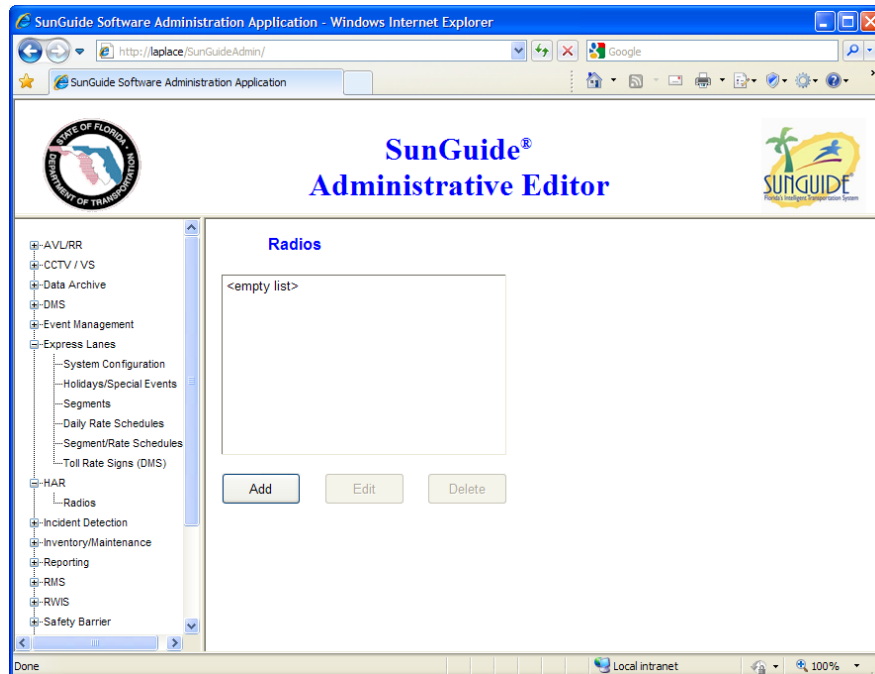 SunGuide Software Administration Application - Windows Internet Explorer
http://laplace/SunGuideAdmin/
Google
SunGuide Software Administration Application
STATE OF FLORIDA
DEPARTMENT OF TRANSPORTATION
SunGuide®
Administrative Editor
SUNGUIDE
Florida's Intelligent Transportation System
AVL/RR
CCTV / VS
Data Archive
DMS
Event Management
Express Lanes
System Configuration
Holidays/Special Events
Segments
Daily Rate Schedules
Segment/Rate Schedules
Toll Rate Signs (DMS)
HAR
Radios
Incident Detection
Inventory/Maintenance
Reporting
RMS
RWIS
Safety Barrier
Radios
<empty list>
Add Edit Delete
Done Local intranet 100%